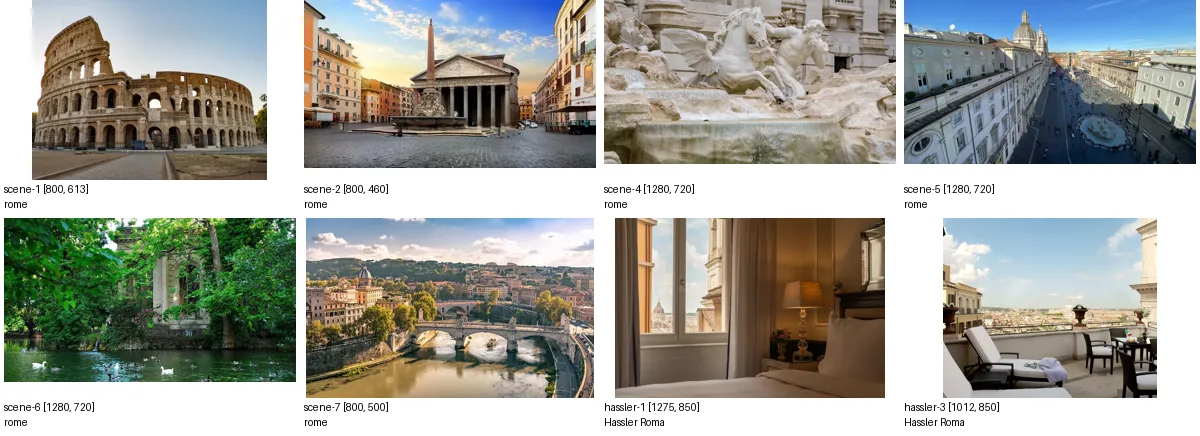 scene-1 [800, 613]
rome
scene-2 [800, 460]
rome
scene-4 [1280, 720]
rome
scene-5 [1280, 720]
rome
scene-6 [1280, 720]
rome
scene-7 [800, 500]
rome
hassler-1 [1275, 850]
Hassler Roma
hassler-3 [1012, 850]
Hassler Roma